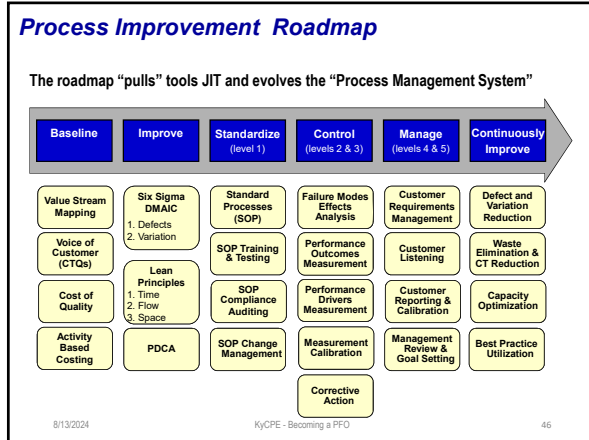 Process Improvement Roadmap
The roadmap “pulls” tools JIT and evolves the “Process Management System”
Baseline
Improve
Standardize
(level 1)
Control
(levels 2 & 3)
Manage
(levels 4 & 5)
Continuously
Improve
Value Stream
Mapping
Voice of
Customer
(CTQs)
Cost of
Quality
Activity
Based
Costing
Six Sigma
DMAIC
1. Defects
2. Variation
Lean
Principles
1. Time
2. Flow
3. Space
PDCA
Standard
Processes
(SOP)
SOP Training
& Testing
SOP
Compliance
Auditing
SOP Change
Management
Failure Modes
Effects
Analysis
Performance
Outcomes
Measurement
Performance
Drivers
Measurement
Measurement
Calibration
Corrective
Action
Customer
Requirements
Management
Customer
Listening
Customer
Reporting &
Calibration
Management
Review &
Goal Setting
Defect and
Variation
Reduction
Waste
Elimination &
CT Reduction
Capacity
Optimization
Best Practice
Utilization
8/13/2024
KyCPE - Becoming a PFO
46